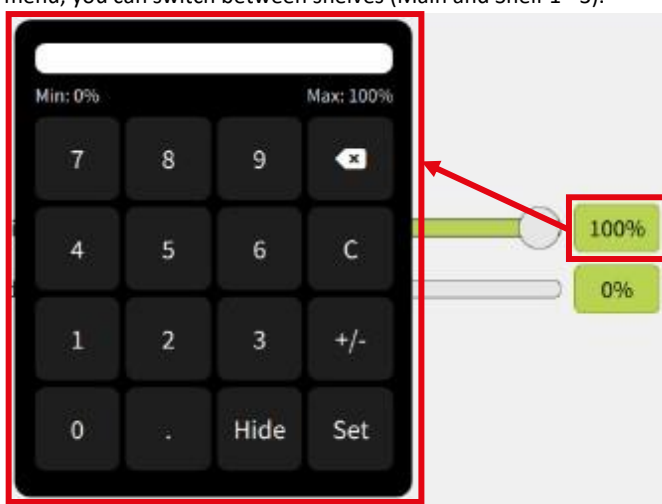 menu, you can switch between shelves (Main and Shelf 1 - 3).
Min: 0% Max: 100%
7 8 9
4 5 6 C
100%
0%
1 2 3 +/-
0 . Hide Set